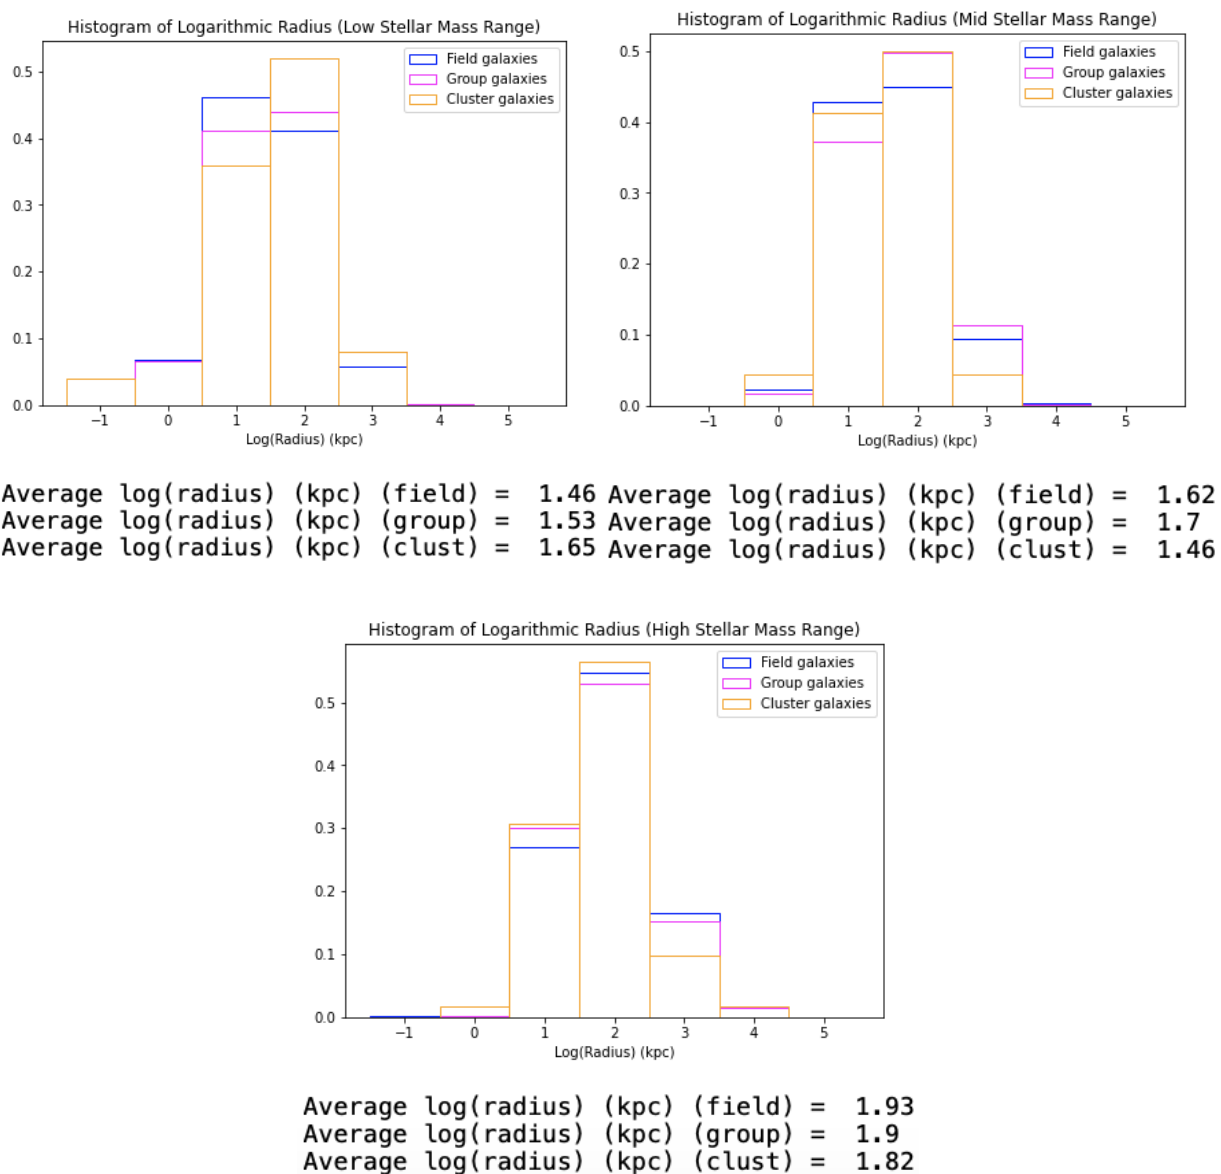 Histogram of Logarithmic Radius (Low Stellar Mass Range)
Field galaxies
Group galaxies
Cluster galaxies
0.5
0.4
0.3
0.2
0.1
0.0
−1 0 1 2 3 4 5
Log(Radius) (kpc)
Histogram of Logarithmic Radius (Mid Stellar Mass Range)
Field galaxies
Group galaxies
Cluster galaxies
0.5
0.4
0.3
0.2
0.1
0.0
−1 0 1 2 3 4 5
Log(Radius) (kpc)
Average log(radius) (kpc) (field) = 1.46
Average log(radius) (kpc) (group) = 1.53
Average log(radius) (kpc) (clust) = 1.65
Average log(radius) (kpc) (field) = 1.62
Average log(radius) (kpc) (group) = 1.7
Average log(radius) (kpc) (clust) = 1.46
Histogram of Logarithmic Radius (High Stellar Mass Range)
Field galaxies
Group galaxies
Cluster galaxies
0.5
0.4
0.3
0.2
0.1
0.0
−1 0 1 2 3 4 5
Log(Radius) (kpc)
Average log(radius) (kpc) (field) = 1.93
Average log(radius) (kpc) (group) = 1.9
Average log(radius) (kpc) (clust) = 1.82